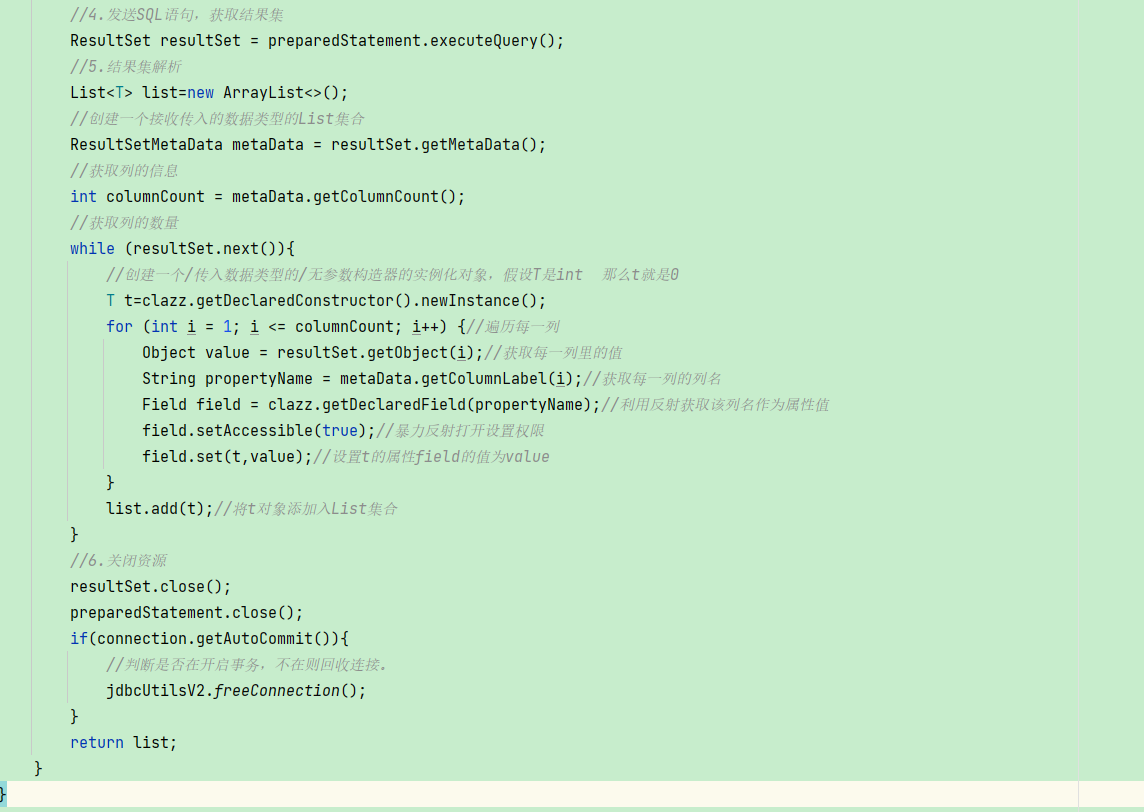 //4.发送SQL语句，获取结果集
ResultSet resultSet = preparedStatement.executeQuery();
//5.结果集解析
List<T> list=new ArrayList<>();
//创建一个接收传入的数据类型的List集合
ResultSetMetaData metaData = resultSet.getMetaData();
//获取列的信息
int columnCount = metaData.getColumnCount();
//获取列的数量
while (resultSet.next()){
//创建一个/传入数据类型的/无参数构造器的实例化对象，假设T是int  那么t就是0
T t=clazz.getDeclaredConstructor().newInstance();
for (int i = 1; i <= columnCount; i++) {//遍历每一列
Object value = resultSet.getObject(i);//获取每一列里的值
String propertyName = metaData.getColumnLabel(i);//获取每一列的列名
Field field = clazz.getDeclaredField(propertyName);//利用反射获取该列名作为属性值
field.setAccessible(true);//暴力反射打开设置权限
field.set(t,value);//设置t的属性field的值为value
}
list.add(t);//将t对象添加入List集合
}
//6.关闭资源
resultSet.close();
preparedStatement.close();
if(connection.getAutoCommit()){
//判断是否在开启事务，不在则回收连接.
jdbcUtilsV2.freeConnection();
}
return list;
}
}